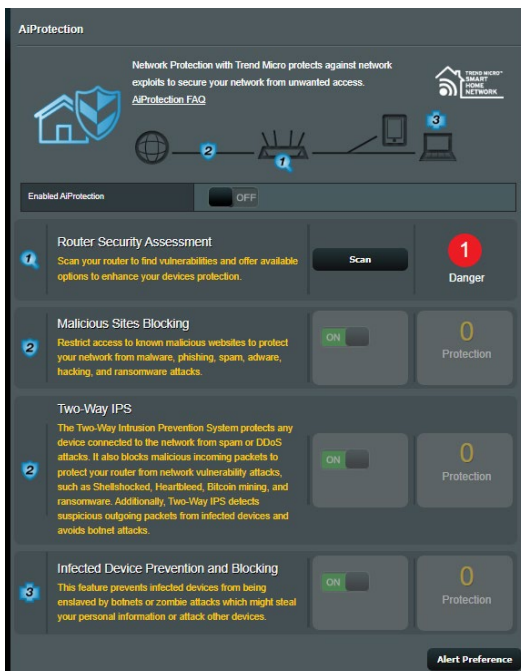 AiProtection
Network Protection with Trend Micro protects against network
exploits to secure your network from unwanted access.
AiProtection FAQ
TREND MICRO™
SMART
HOME
NETWORK
3
2
1
Enabled AiProtection
OFF
1
Router Security Assessment
Scan your router to find vulnerabilities and offer available
options to enhance your devices protection.
Scan
1
Danger
2
Malicious Sites Blocking
Restrict access to known malicious websites to protect
your network from malware, phishing, spam, adware,
hacking, and ransomware attacks.
ON
0
Protection
2
Two-Way IPS
The Two-Way Intrusion Prevention System protects any
device connected to the network from spam or DDoS
attacks. It also blocks malicious incoming packets to
protect your router from network vulnerability attacks,
such as Shellshocked, Heartbleed, Bitcoin mining, and
ransomware. Additionally, Two-Way IPS detects
suspicious outgoing packets from infected devices and
avoids botnet attacks.
ON
0
Protection
3
Infected Device Prevention and Blocking
This feature prevents infected devices from being
enslaved by botnets or zombie attacks which might steal
your personal information or attack other devices.
ON
0
Protection
Alert Preference